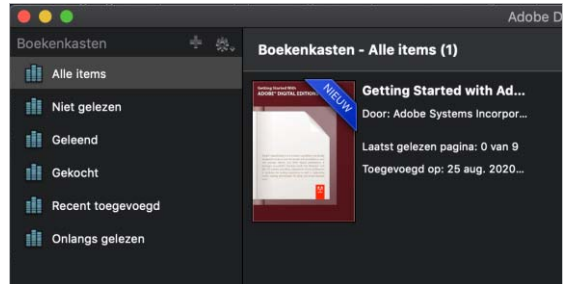 Adobe D
Boekenkasten
Boekenkasten - Alle items (1)
Alle items
Niet gelezen
Geleend
Gekocht
Recent toegevoegd
Onlangs gelezen
Getting Started With
ADOBE® DIGITAL EDITIONS
NIEUW
Getting Started with Ad...
Door: Adobe Systems Incorpor...
Laatst gelezen pagina: 0 van 9
Toegevoegd op: 25 aug. 2020...